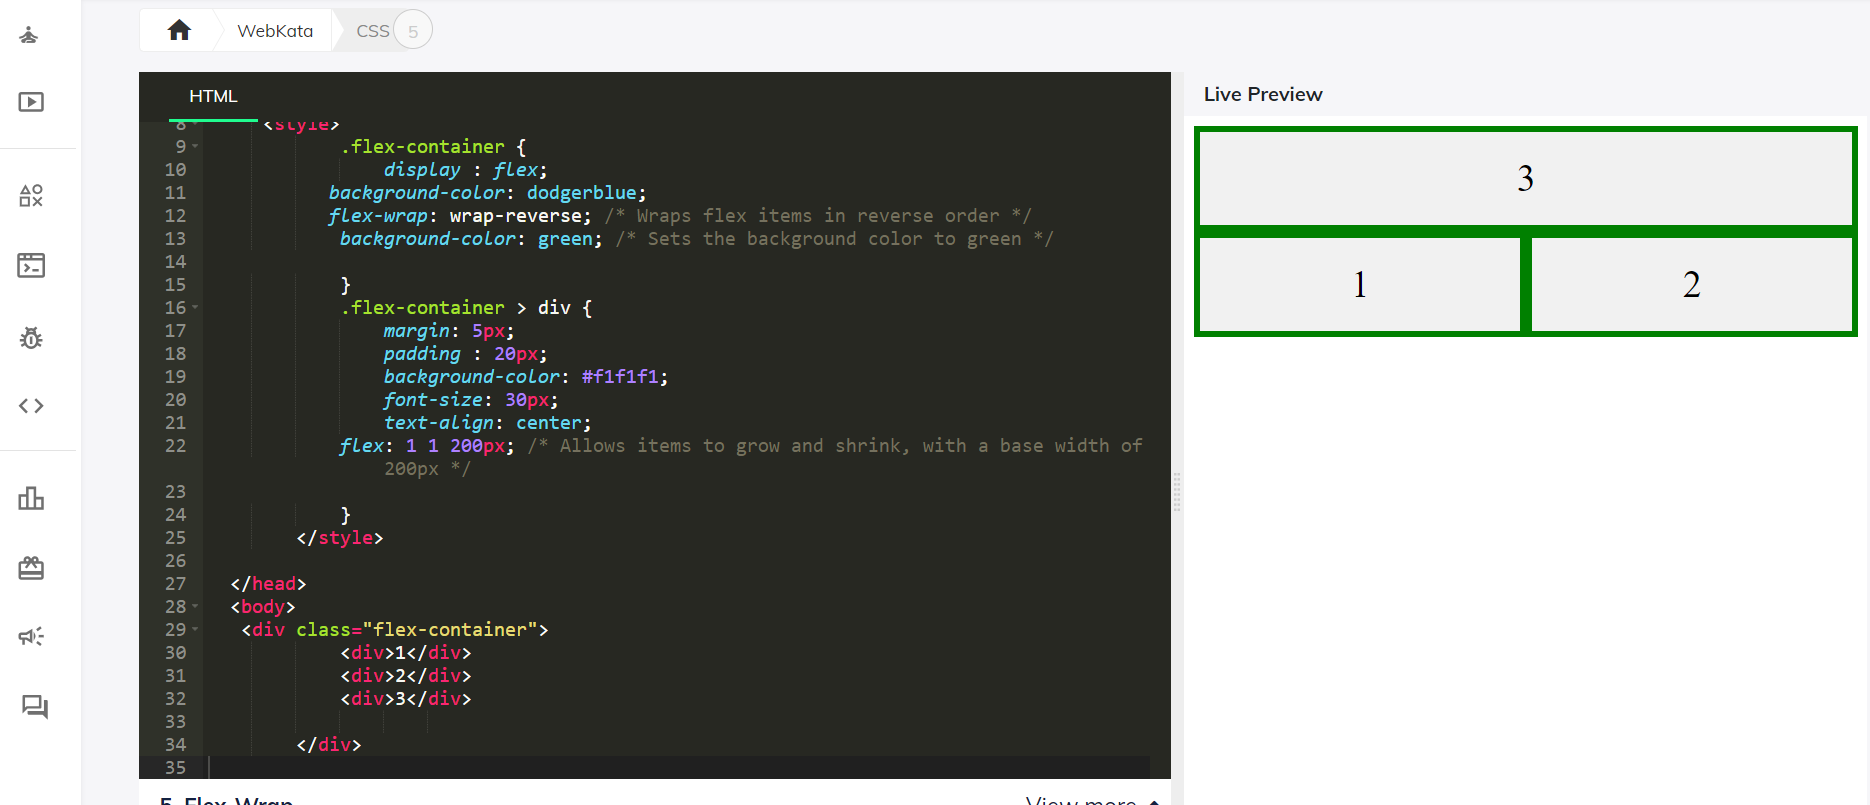 WebKata
CSS 5
HTML
8 <style>
9 .flex-container {
10 display : flex;
11 background-color: dodgerblue;
12 flex-wrap: wrap-reverse; /* Wraps flex items in reverse order */
13 background-color: green; /* Sets the background color to green */
14
15 }
16 .flex-container > div {
17 margin: 5px;
18 padding : 20px;
19 background-color: #f1f1f1;
20 font-size: 30px;
21 text-align: center;
22 flex: 1 1 200px; /* Allows items to grow and shrink, with a base width of
200px */
23
24 }
25 </style>
26
27 </head>
28 <body>
29 <div class="flex-container">
30 <div>1</div>
31 <div>2</div>
32 <div>3</div>
33
34 </div>
35
5. Flex-Wrap
View more
Live Preview
3
1 2